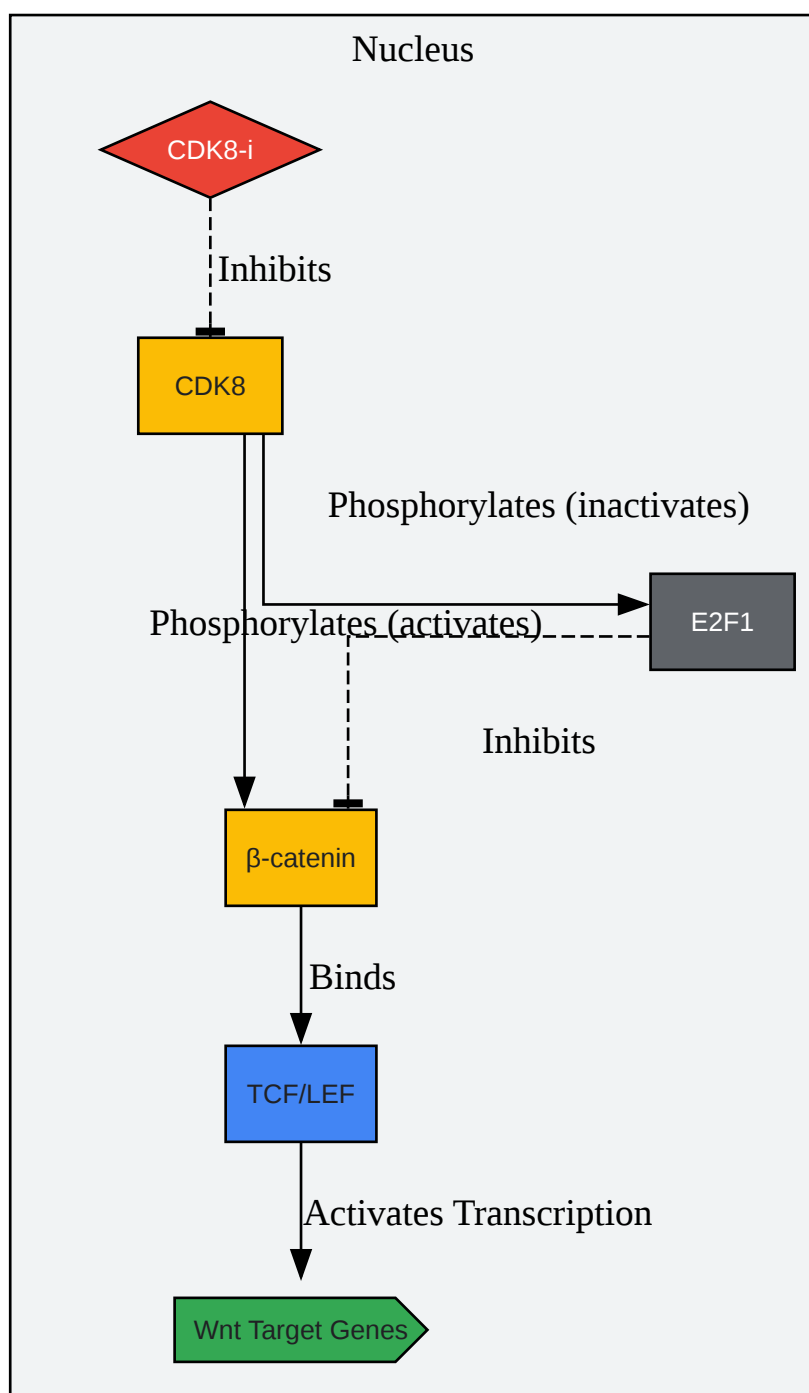 Nucleus
CDK8-i
Inhibits
CDK8
Phosphorylates (inactivates)
Phosphorylates (activates)
E2F1
Inhibits
β-catenin
Binds
TCF/LEF
Activates Transcription
Wnt Target Genes